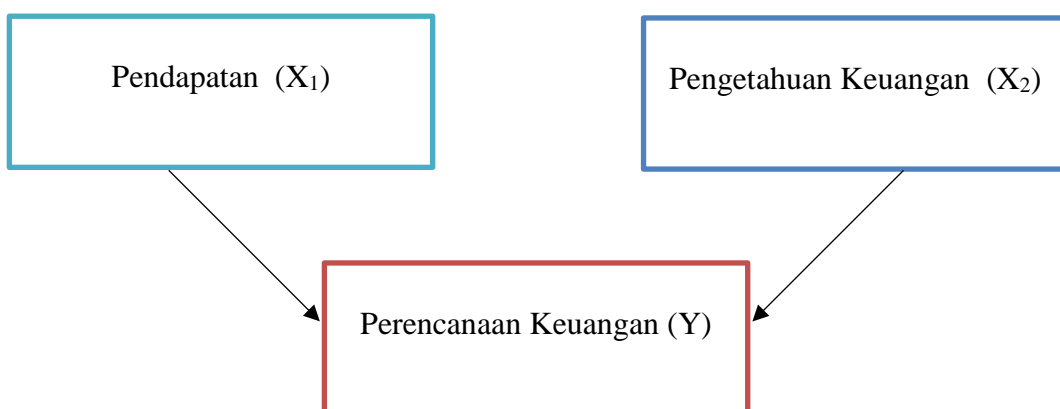 Pendapatan (X₁)
Pengetahuan Keuangan (X₂)
Perencanaan Keuangan (Y)